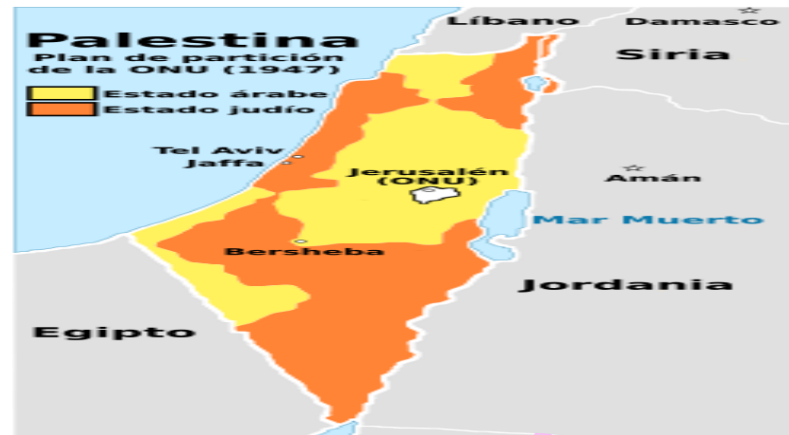 Palestina
Plan de partición
de la ONU (1947)
Estado árabe
Estado judío
Líbano
Damasco
Siria
Tel Aviv
Jaffa
Jerusalén
(ONU)
Amán
Mar Muerto
Bersheba
Jordania
Egipto